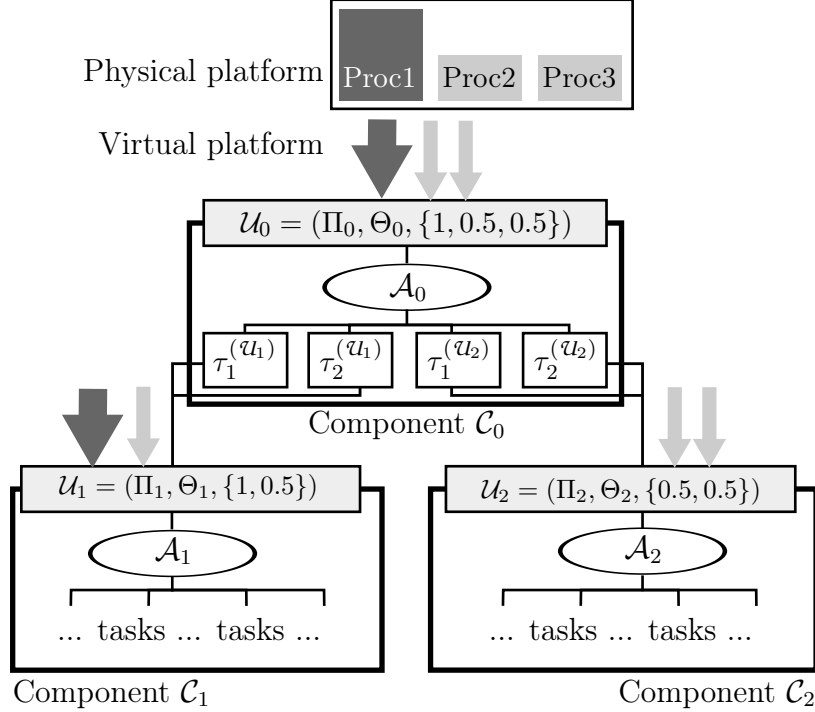 Physical platform
Proc1 Proc2 Proc3
Virtual platform
𝒰₀ = (Π₀, Θ₀, {1, 0.5, 0.5})
𝒜₀
τ₁^(𝒰₁) τ₂^(𝒰₁) τ₁^(𝒰₂) τ₂^(𝒰₂)
Component 𝒞₀
𝒰₁ = (Π₁, Θ₁, {1, 0.5})
𝒜₁
... tasks ... tasks ...
Component 𝒞₁
𝒰₂ = (Π₂, Θ₂, {0.5, 0.5})
𝒜₂
... tasks ... tasks ...
Component 𝒞₂